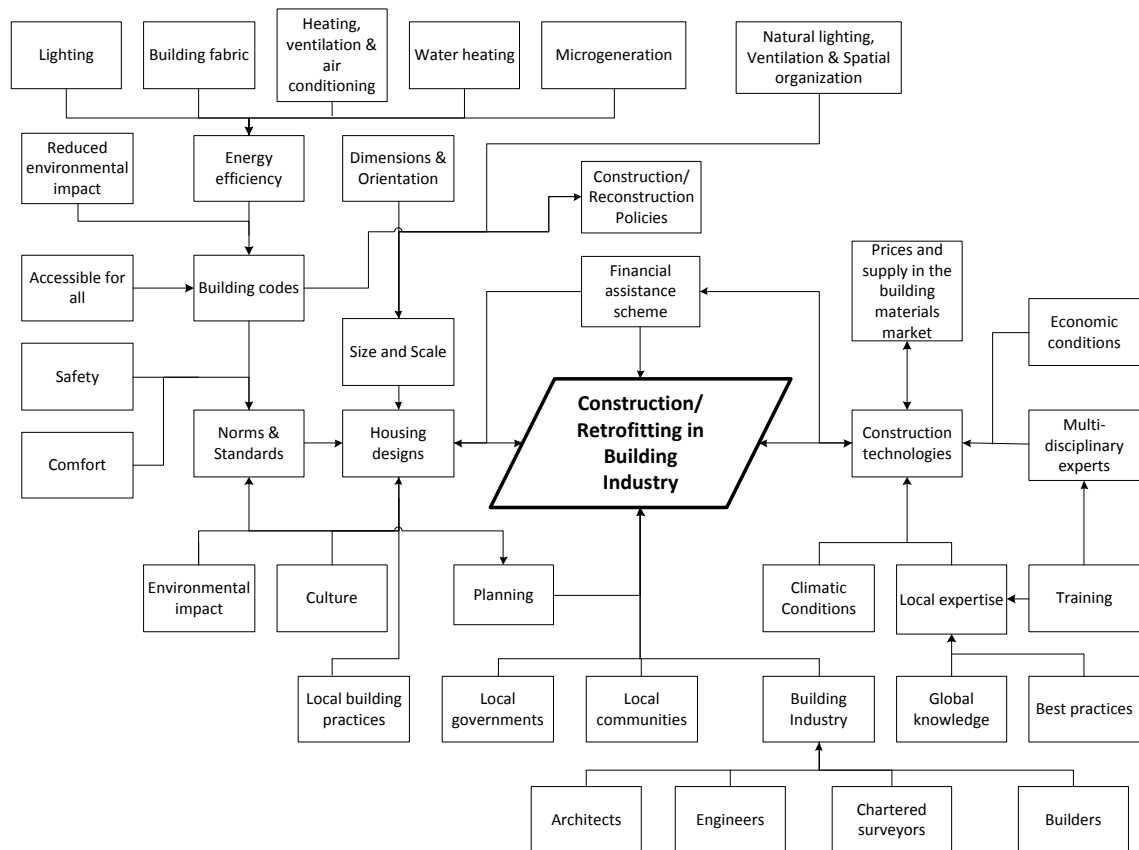 Lighting
Building fabric
Heating,
ventilation &
air
conditioning
Water heating
Microgeneration
Natural lighting,
Ventilation & Spatial
organization
Reduced
environmental
impact
Energy
efficiency
Dimensions &
Orientation
Construction/
Reconstruction
Policies
Accessible for
all
Building codes
Financial
assistance
scheme
Prices and
supply in the
building
materials
market
Economic
conditions
Safety
Size and Scale
Comfort
Norms &
Standards
Housing
designs
Construction/
Retrofitting in
Building
Industry
Construction
technologies
Multi-
disciplinary
experts
Environmental
impact
Culture
Planning
Climatic
Conditions
Local expertise
Training
Local building
practices
Local
governments
Local
communities
Building
Industry
Global
knowledge
Best practices
Architects
Engineers
Chartered
surveyors
Builders